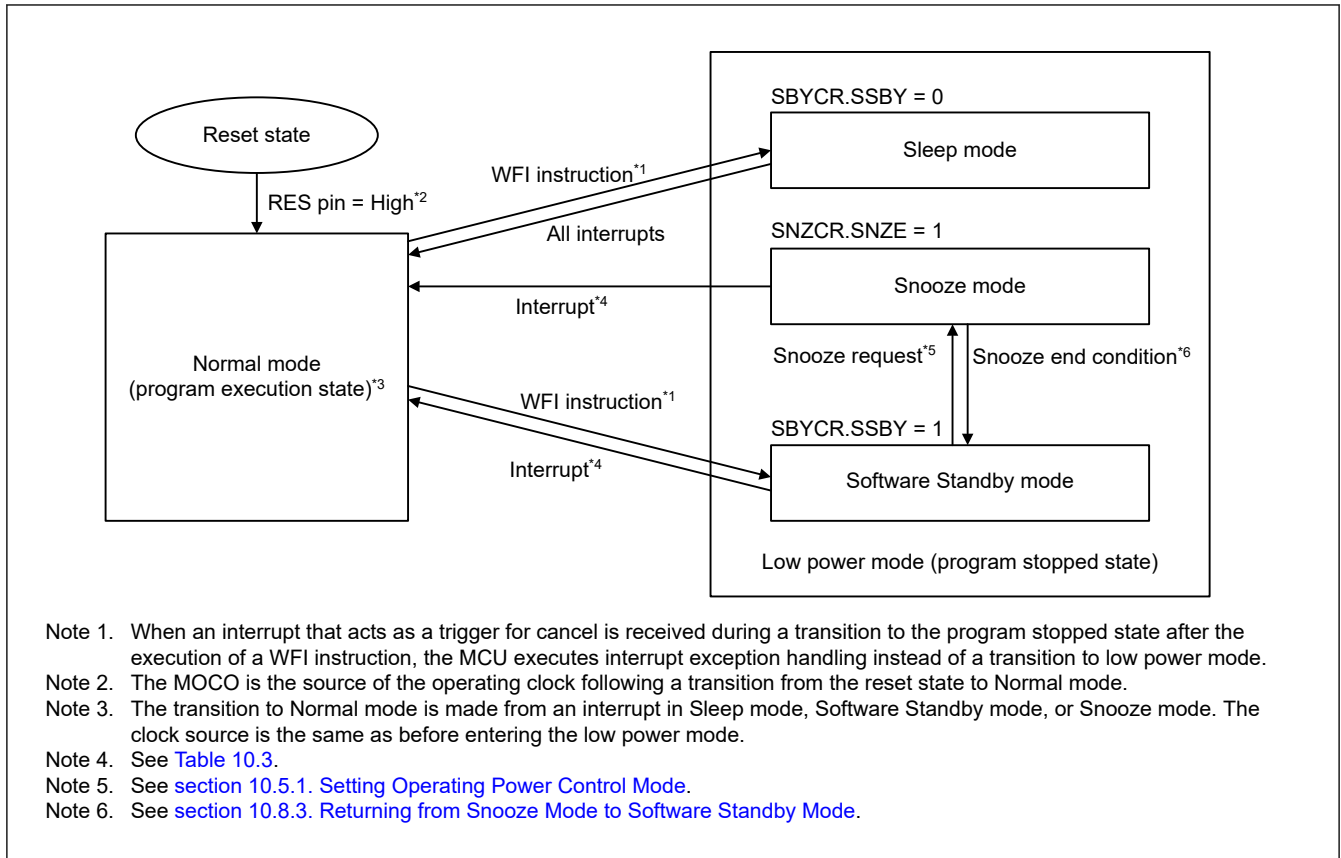 SBYCR.SSBY = 0
Reset state
Sleep mode
WFI instruction*1
RES pin = High*2
All interrupts
SNZCR.SNZE = 1
Snooze mode
Interrupt*4
Normal mode
(program execution state)*3
Snooze request*5
Snooze end condition*6
WFI instruction*1
SBYCR.SSBY = 1
Interrupt*4
Software Standby mode
Low power mode (program stopped state)
Note 1. When an interrupt that acts as a trigger for cancel is received during a transition to the program stopped state after the
execution of a WFI instruction, the MCU executes interrupt exception handling instead of a transition to low power mode.
Note 2. The MOCO is the source of the operating clock following a transition from the reset state to Normal mode.
Note 3. The transition to Normal mode is made from an interrupt in Sleep mode, Software Standby mode, or Snooze mode. The
clock source is the same as before entering the low power mode.
Note 4. See Table 10.3.
Note 5. See section 10.5.1. Setting Operating Power Control Mode.
Note 6. See section 10.8.3. Returning from Snooze Mode to Software Standby Mode.